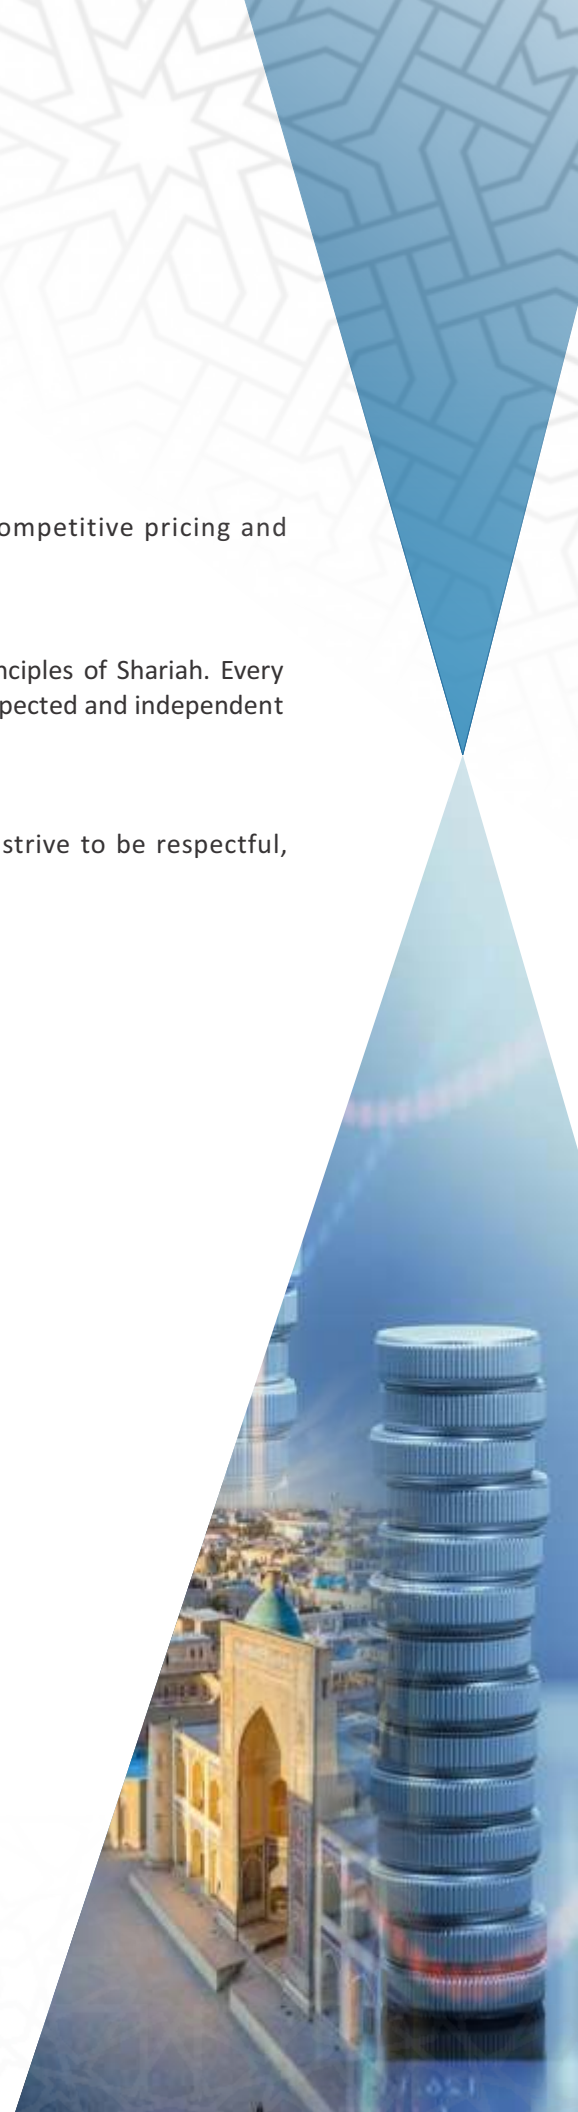 ompetitive pricing and
nciples of Shariah. Every
pected and independent
strive to be respectful,